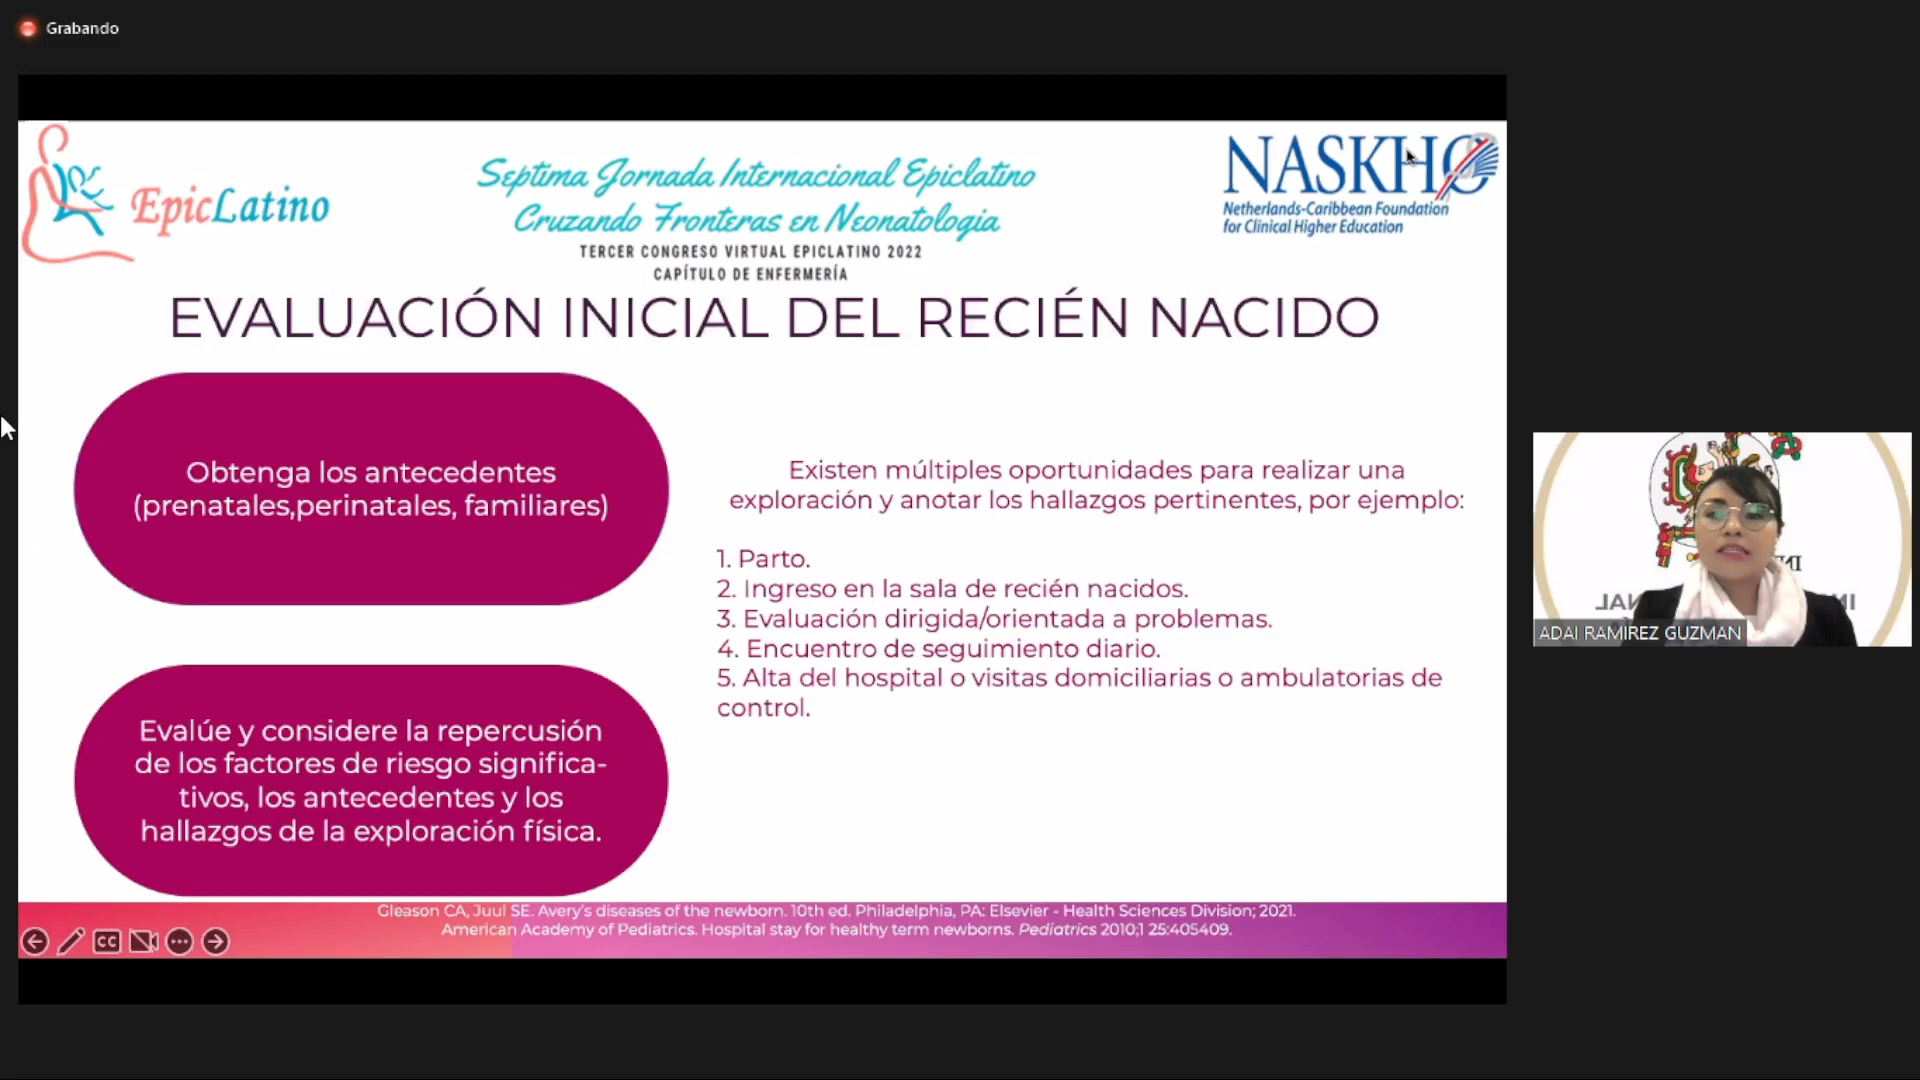 Grabando
EpicLatino
Septima Jornada Internacional Epiclatino
Cruzando Fronteras en Neonatologia
TERCER CONGRESO VIRTUAL EPICLATINO 2022
CAPÍTULO DE ENFERMERÍA
NASKHO
Netherlands-Caribbean Foundation
for Clinical Higher Education
EVALUACIÓN INICIAL DEL RECIÉN NACIDO
Obtenga los antecedentes
(prenatales,perinatales, familiares)
Evalúe y considere la repercusión
de los factores de riesgo significa-
tivos, los antecedentes y los
hallazgos de la exploración física.
Existen múltiples oportunidades para realizar una
exploración y anotar los hallazgos pertinentes, por ejemplo:
1. Parto.
2. Ingreso en la sala de recién nacidos.
3. Evaluación dirigida/orientada a problemas.
4. Encuentro de seguimiento diario.
5. Alta del hospital o visitas domiciliarias o ambulatorias de
control.
ADAI RAMIREZ GUZMAN
Gleason CA, Juul SE. Avery's diseases of the newborn. 10th ed. Philadelphia, PA: Elsevier - Health Sciences Division; 2021.
American Academy of Pediatrics. Hospital stay for healthy term newborns. Pediatrics 2010;1 25:405409.
CC